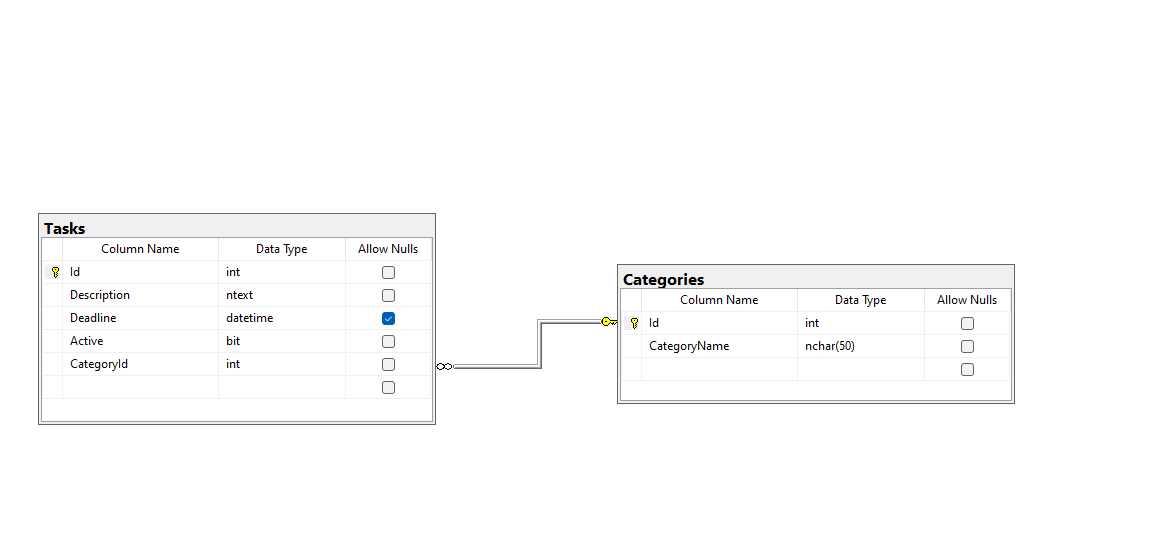 Tasks
Column Name Data Type Allow Nulls
Id int
Description ntext
Deadline datetime
Active bit
CategoryId int
Categories
Column Name Data Type Allow Nulls
Id int
CategoryName nchar(50)